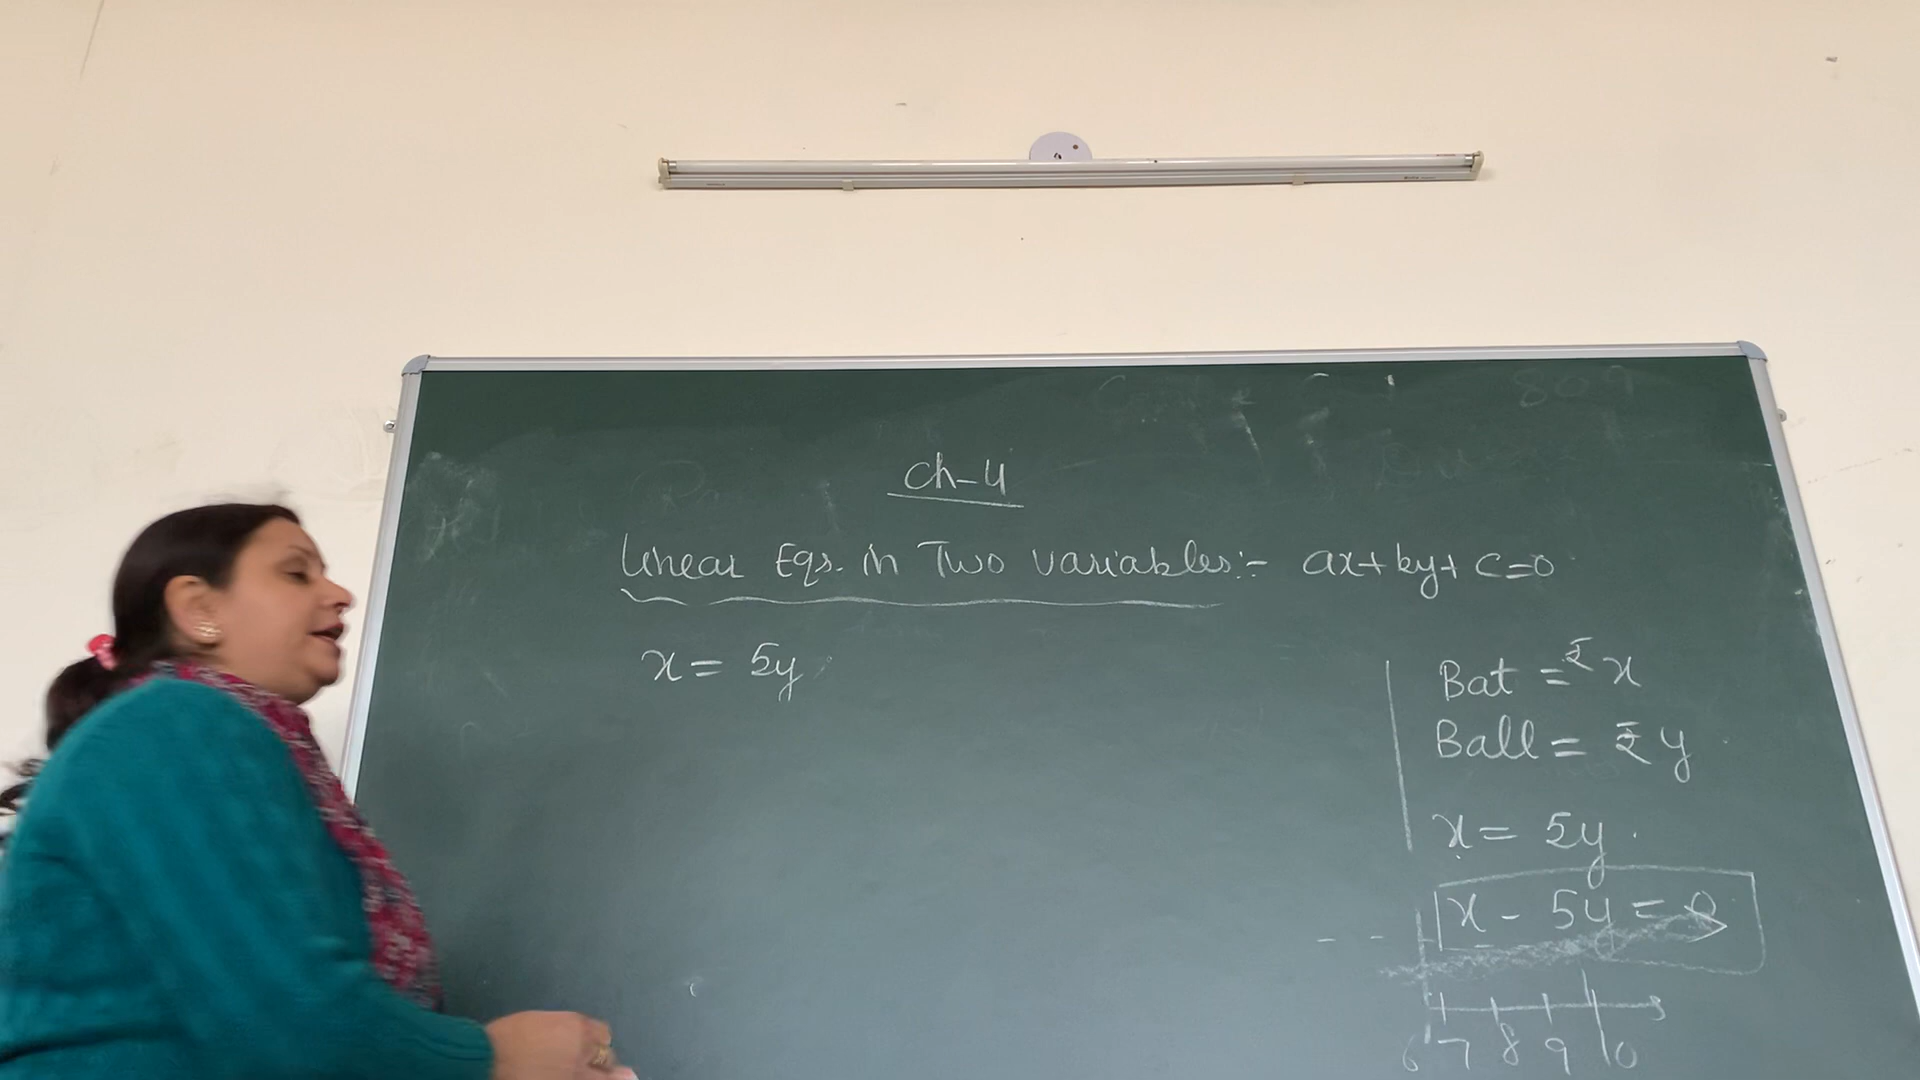 Ch-4
Linear Eqs. in Two variables:- ax+by+c=0
x = 5y
Bat = ₹ x
Ball = ₹ y
x = 5y
x - 5y = 0
6 7 8 9 10